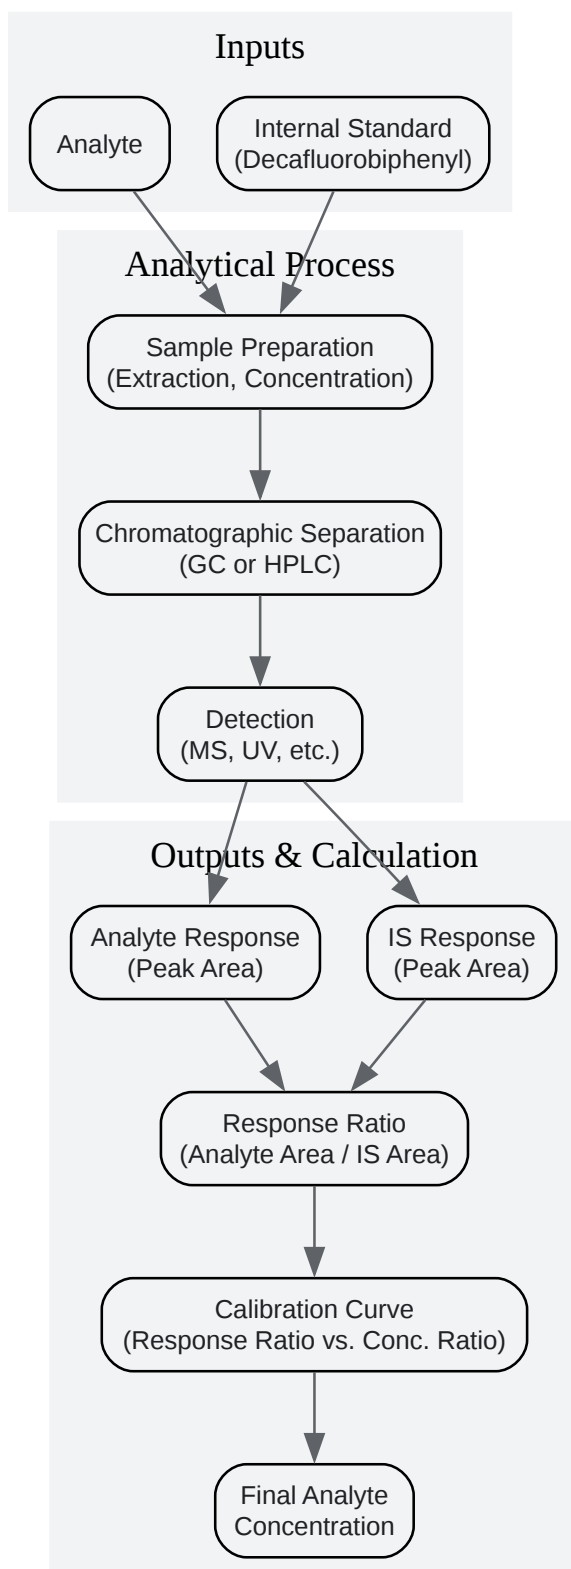 Inputs
Analyte
Internal Standard
(Decafluorobiphenyl)
Analytical Process
Sample Preparation
(Extraction, Concentration)
Chromatographic Separation
(GC or HPLC)
Detection
(MS, UV, etc.)
Outputs & Calculation
Analyte Response
(Peak Area)
IS Response
(Peak Area)
Response Ratio
(Analyte Area / IS Area)
Calibration Curve
(Response Ratio vs. Conc. Ratio)
Final Analyte
Concentration